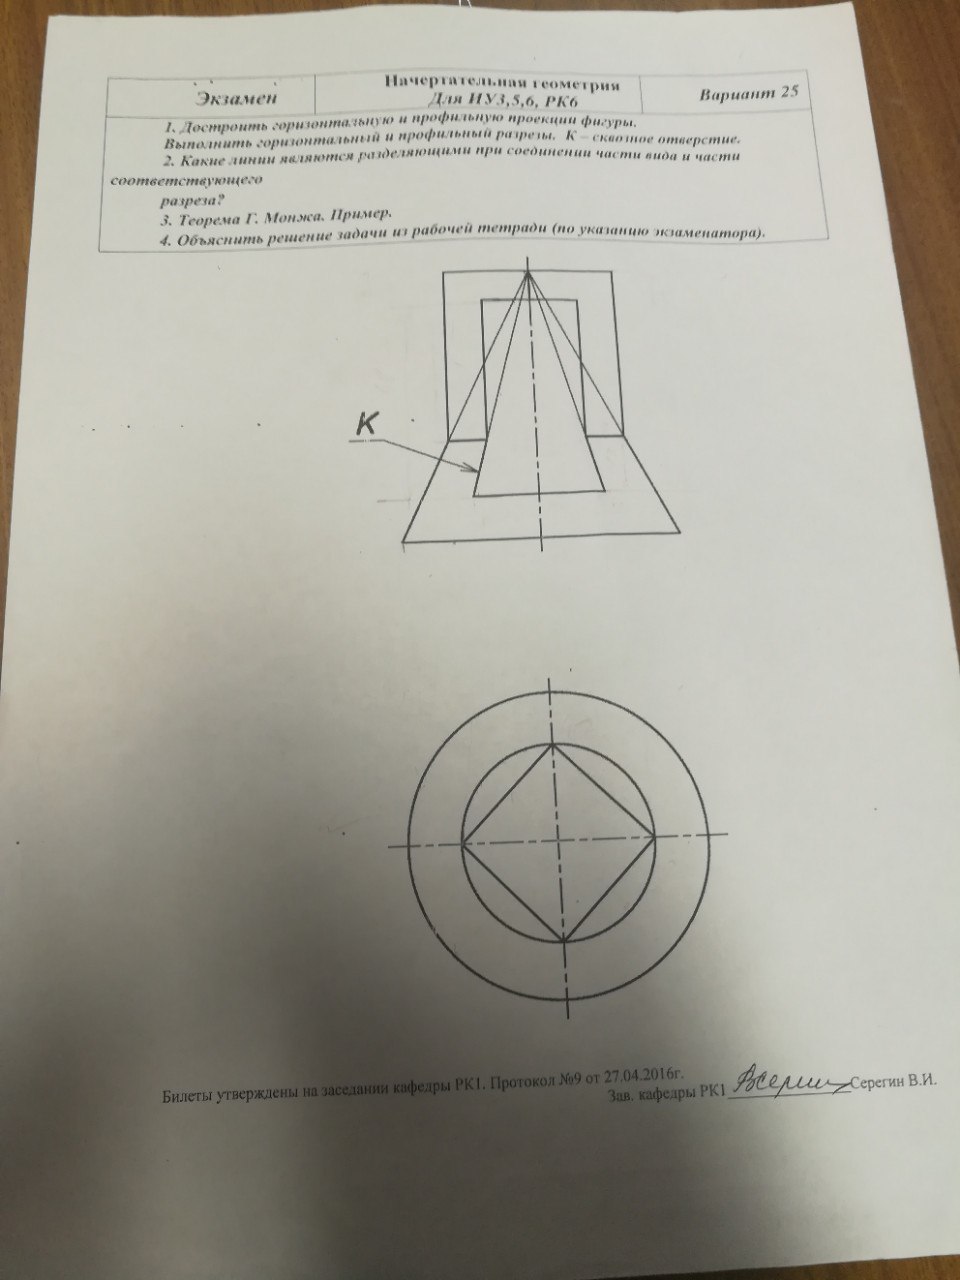 Экзамен
Начертательная геометрия
Для ИУ3,5,6, РК6
Вариант 25
1. Достроить горизонтальную и профильную проекции фигуры.
Выполнить горизонтальный и профильный разрезы. К – сквозное отверстие.
2. Какие линии являются разделяющими при соединении части вида и части
соответствующего
разреза?
3. Теорема Г. Монжа. Пример.
4. Объяснить решение задачи из рабочей тетради (по указанию экзаменатора).
К
Билеты утверждены на заседании кафедры РК1. Протокол №9 от 27.04.2016г.
Зав. кафедры РК1 Серегин В.И.